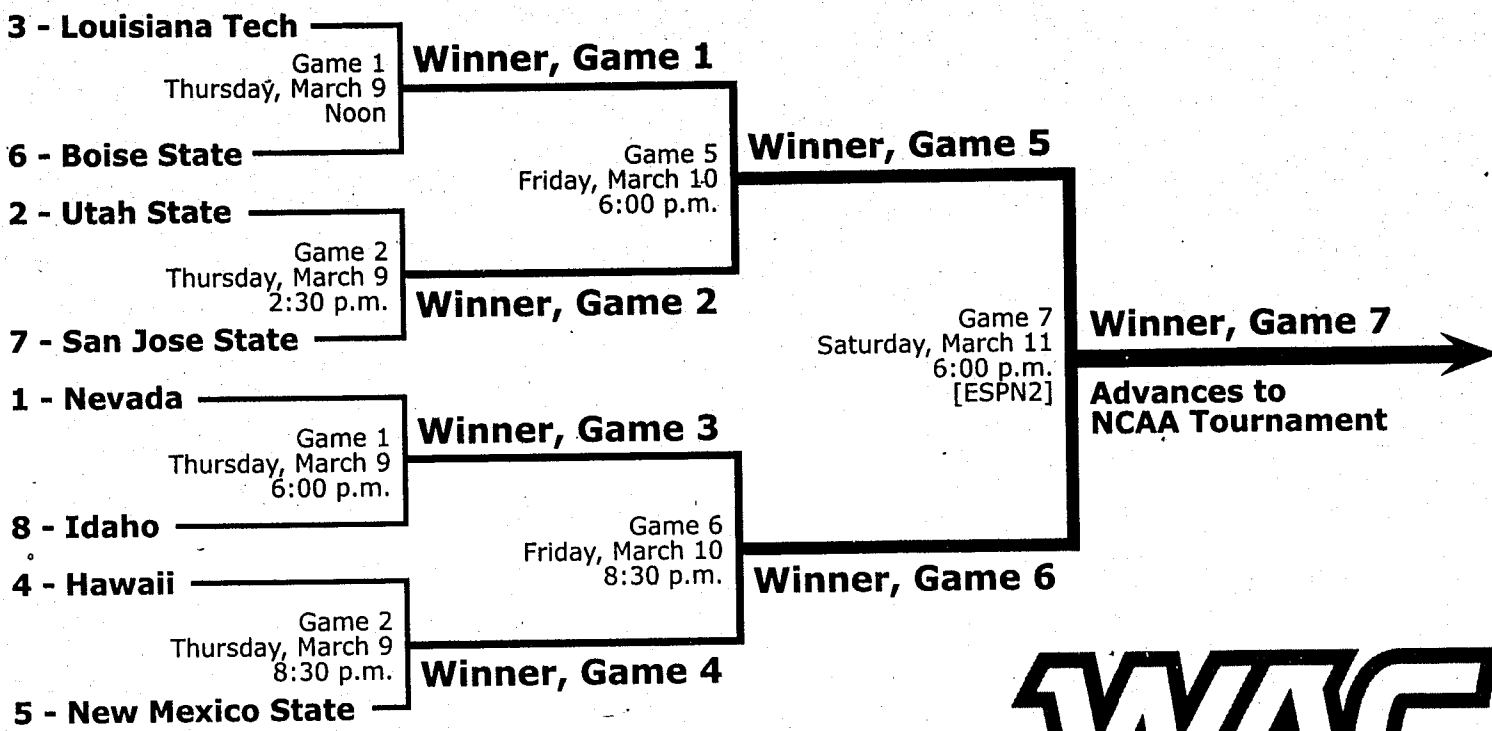 3 - Louisiana Tech
Game 1
Thursday, March 9
Noon
6 - Boise State
Winner, Game 1
2 - Utah State
Game 2
Thursday, March 9
2:30 p.m.
7 - San Jose State
Winner, Game 2
Game 5
Friday, March 10
6:00 p.m.
Winner, Game 5
1 - Nevada
Game 1
Thursday, March 9
6:00 p.m.
8 - Idaho
Winner, Game 3
4 - Hawaii
Game 2
Thursday, March 9
8:30 p.m.
5 - New Mexico State
Winner, Game 4
Game 6
Friday, March 10
8:30 p.m.
Winner, Game 6
Game 7
Saturday, March 11
6:00 p.m.
[ESPN2]
Winner, Game 7
Advances to
NCAA Tournament
WAC